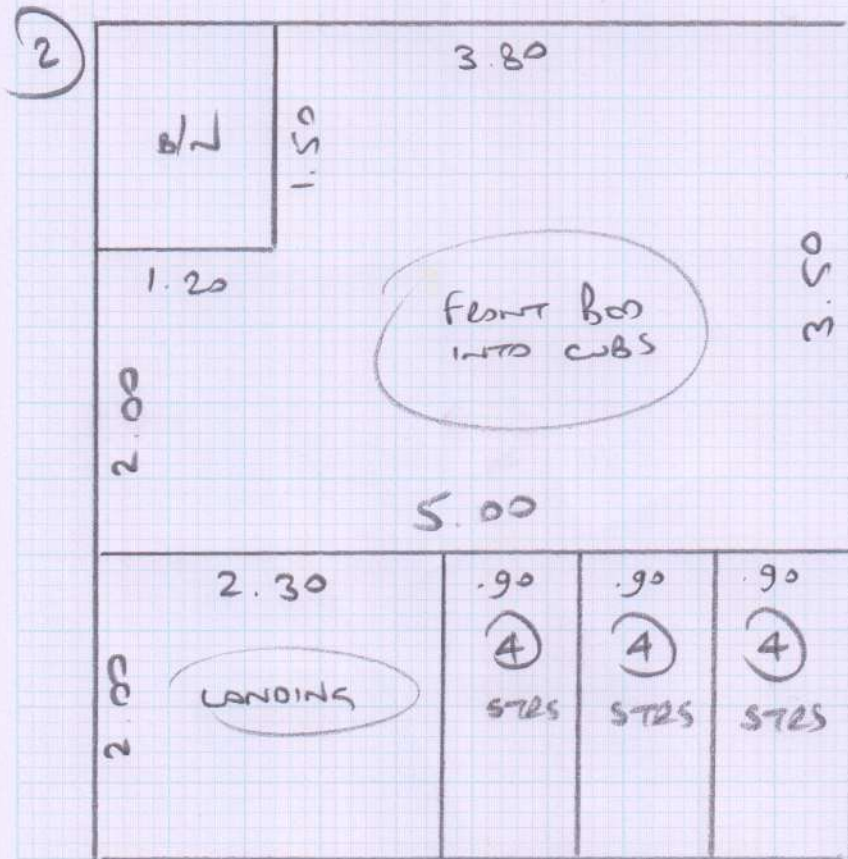 2
3.80
B/N
1.50
1.20
3.50
FRONT BED
INTO CUBS
2.00
5.00
2.30
.90
.90
.90
2.00
LANDING
4
4
4
STRS
STRS
STRS